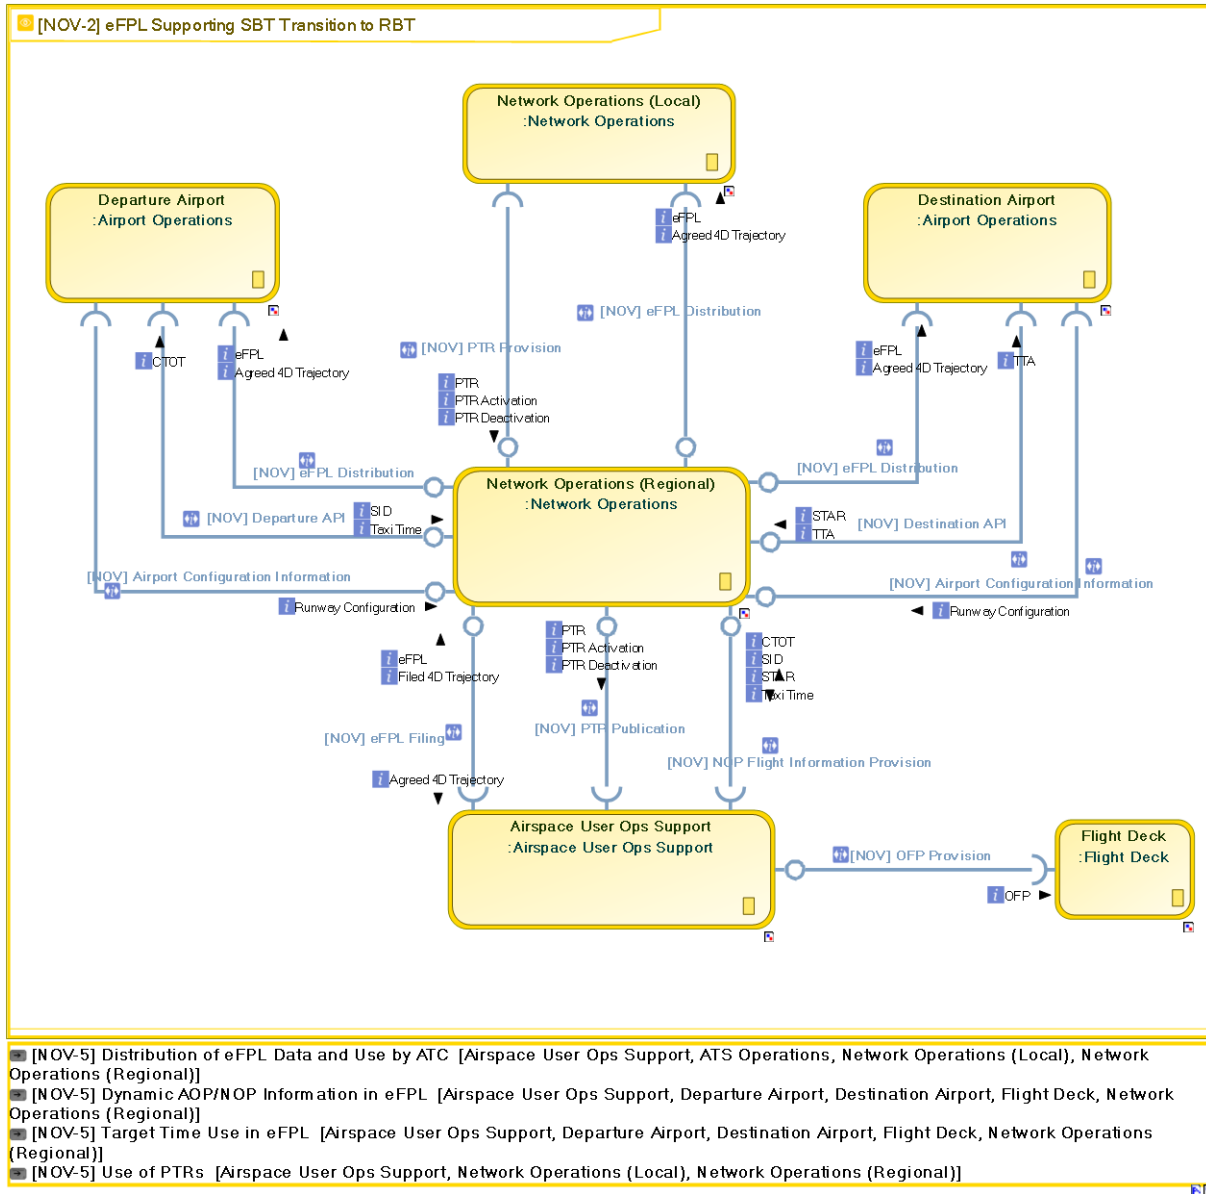 [NOV-2] eFPL Supporting SBT Transition to RBT
Network Operations (Local)
:Network Operations
Departure Airport
:Airport Operations
Destination Airport
:Airport Operations
eFPL
Agreed 4D Trajectory
[NOV] eFPL Distribution
[NOV] PTR Provision
CTOT
eFPL
Agreed 4D Trajectory
eFPL
Agreed 4D Trajectory
TTA
PTR
PTR Activation
PTR Deactivation
[NOV] eFPL Distribution
[NOV] eFPL Distribution
Network Operations (Regional)
:Network Operations
[NOV] Departure API
SID
Taxi Time
STAR
TTA
[NOV] Destination API
[NOV] Airport Configuration Information
[NOV] Airport Configuration Information
Runway Configuration
Runway Configuration
eFPL
Filed 4D Trajectory
PTR
PTR Activation
PTR Deactivation
CTOT
SID
STAR
Taxi Time
[NOV] eFPL Filing
[NOV] PTR Publication
[NOV] NOP Flight Information Provision
Agreed 4D Trajectory
Airspace User Ops Support
:Airspace User Ops Support
[NOV] OFP Provision
OFP
Flight Deck
:Flight Deck
[NOV-5] Distribution of eFPL Data and Use by ATC [Airspace User Ops Support, ATS Operations, Network Operations (Local), Network
Operations (Regional)]
[NOV-5] Dynamic AOP/NOP Information in eFPL [Airspace User Ops Support, Departure Airport, Destination Airport, Flight Deck, Network
Operations (Regional)]
[NOV-5] Target Time Use in eFPL [Airspace User Ops Support, Departure Airport, Destination Airport, Flight Deck, Network Operations
(Regional)]
[NOV-5] Use of PTRs [Airspace User Ops Support, Network Operations (Local), Network Operations (Regional)]